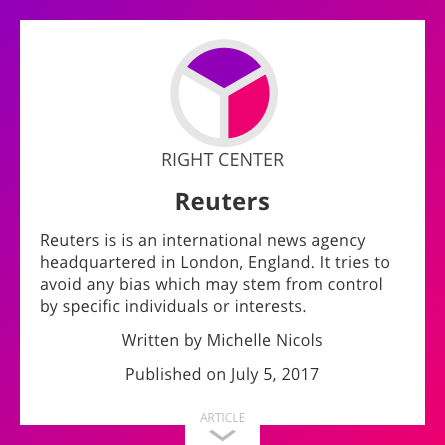 RIGHT CENTER
Reuters
Reuters is is an international news agency
headquartered in London, England. It tries to
avoid any bias which may stem from control
by specific individuals or interests.
Written by Michelle Nicols
Published on July 5, 2017
ARTICLE